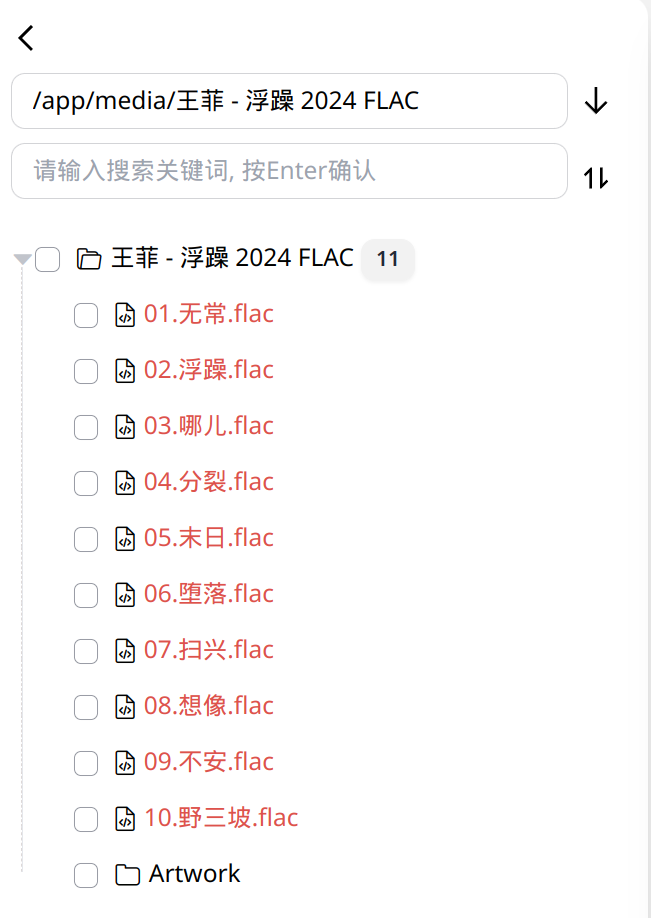 /app/media/王菲 - 浮躁 2024 FLAC
请输入搜索关键词, 按Enter确认
王菲 - 浮躁 2024 FLAC 11
01.无常.flac
02.浮躁.flac
03.哪儿.flac
04.分裂.flac
05.末日.flac
06.堕落.flac
07.扫兴.flac
08.想像.flac
09.不安.flac
10.野三坡.flac
Artwork